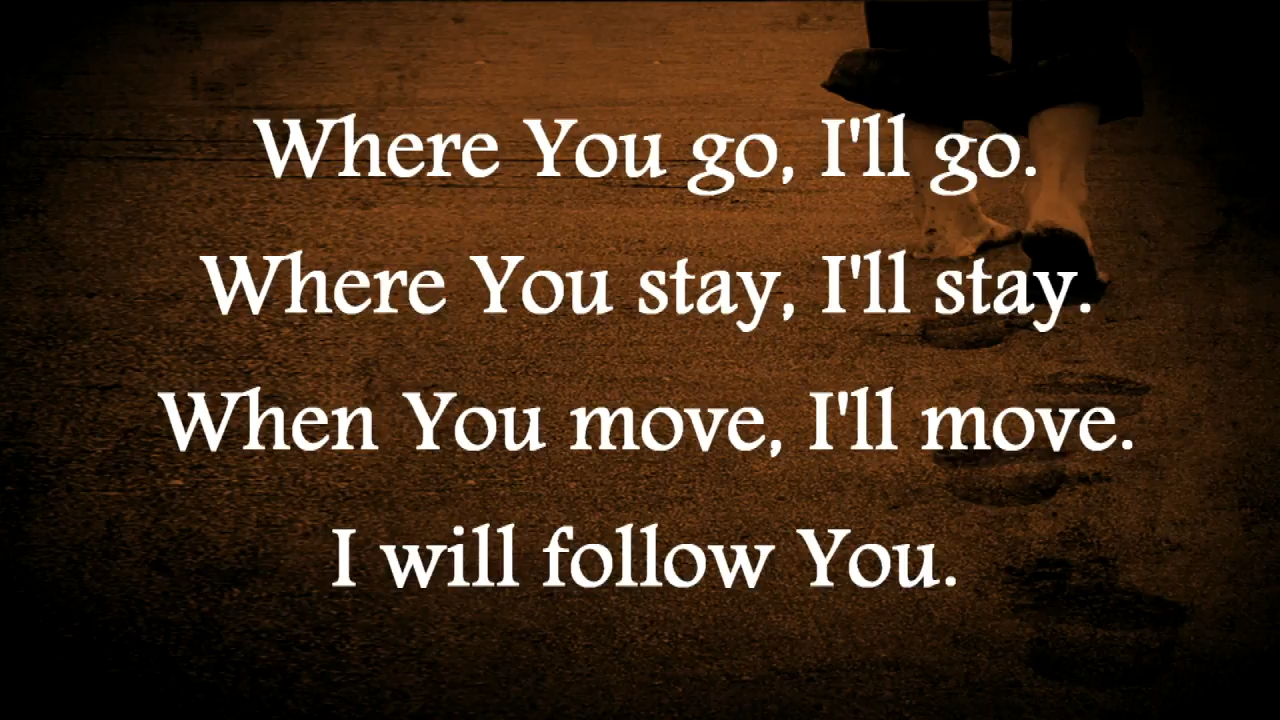 Where You go, I'll go.
Where You stay, I'll stay.
When You move, I'll move.
I will follow You.